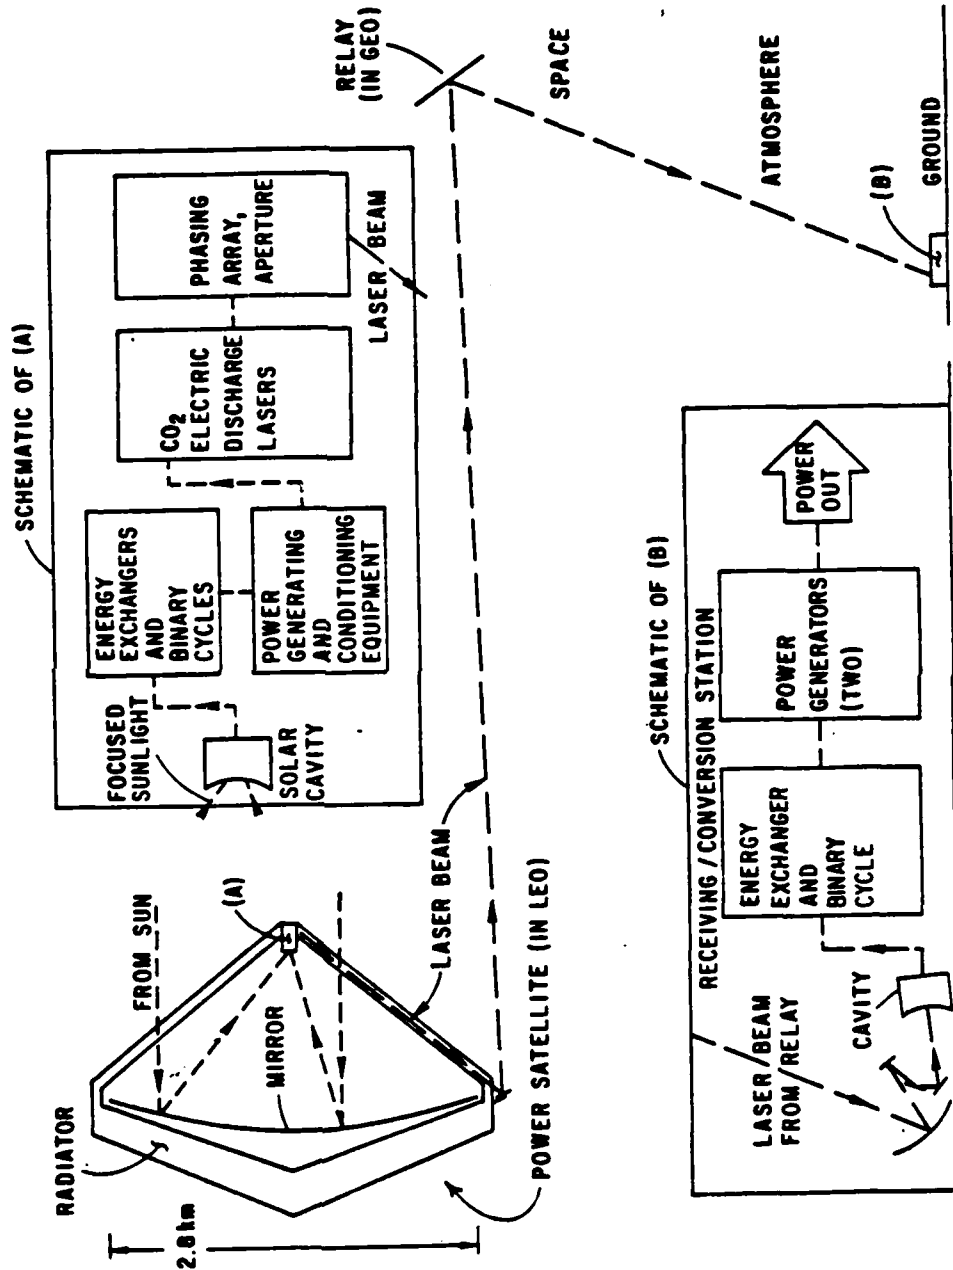 SCHEMATIC OF (A)
FOCUSED
SUNLIGHT
SOLAR
CAVITY
ENERGY
EXCHANGERS
AND
BINARY
CYCLES
POWER
GENERATING
AND
CONDITIONING
EQUIPMENT
CO₂
ELECTRIC
DISCHARGE
LASERS
PHASING
ARRAY,
APERTURE
LASER BEAM
RELAY
(IN GEO)
SPACE
ATMOSPHERE
(B)
GROUND
RADIATOR
FROM SUN
(A)
MIRROR
2.8 km
LASER BEAM
POWER SATELLITE (IN LEO)
SCHEMATIC OF (B)
RECEIVING/CONVERSION STATION
LASER BEAM
FROM RELAY
CAVITY
ENERGY
EXCHANGER
AND
BINARY
CYCLE
POWER
GENERATORS
(TWO)
POWER
OUT